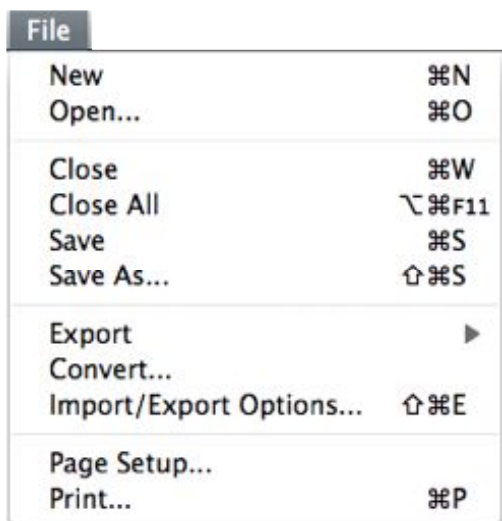 File
New ⌘N
Open... ⌘O
Close ⌘W
Close All ⌥⌘F11
Save ⌘S
Save As... ⇧⌘S
Export ▶
Convert...
Import/Export Options... ⇧⌘E
Page Setup...
Print... ⌘P